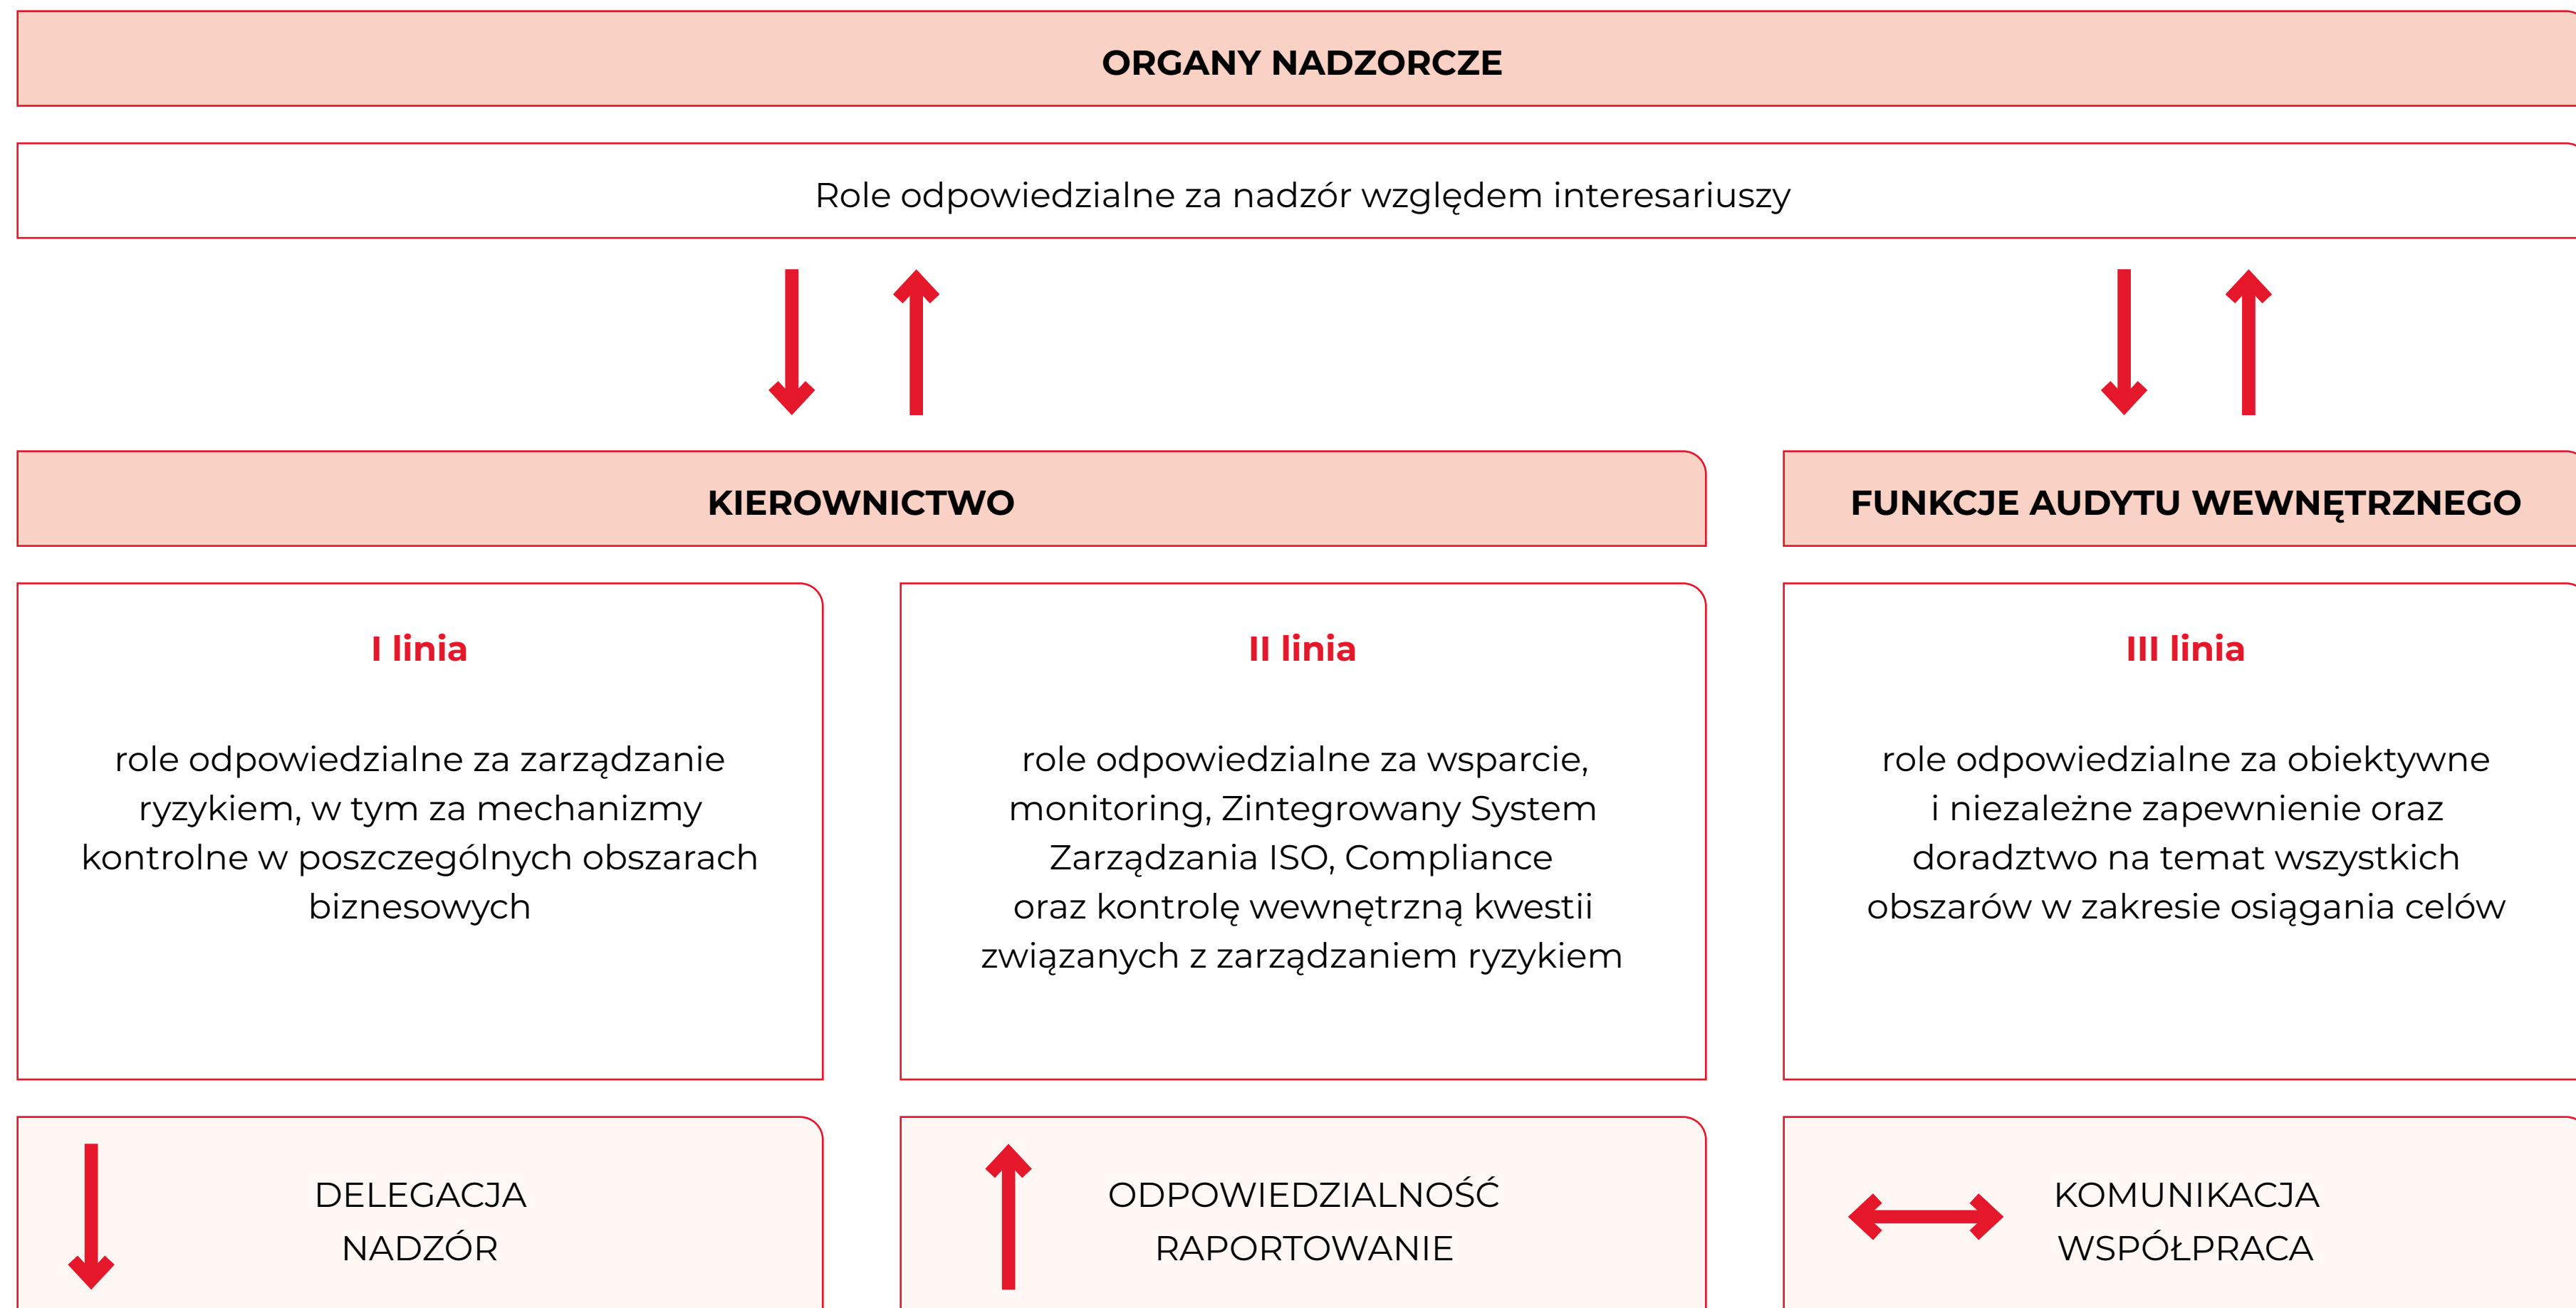 ORGANY NADZORCZE
Role odpowiedzialne za nadzór względem interesariuszy
KIEROWNICTWO
FUNKCJE AUDYTU WEWNĘTRZNEGO
I linia
role odpowiedzialne za zarządzanie
ryzykiem, w tym za mechanizmy
kontrolne w poszczególnych obszarach
biznesowych
II linia
role odpowiedzialne za wsparcie,
monitoring, Zintegrowany System
Zarządzania ISO, Compliance
oraz kontrolę wewnętrzną kwestii
związanych z zarządzaniem ryzykiem
III linia
role odpowiedzialne za obiektywne
i niezależne zapewnienie oraz
doradztwo na temat wszystkich
obszarów w zakresie osiągania celów
DELEGACJA
NADZÓR
ODPOWIEDZIALNOŚĆ
RAPORTOWANIE
KOMUNIKACJA
WSPÓŁPRACA